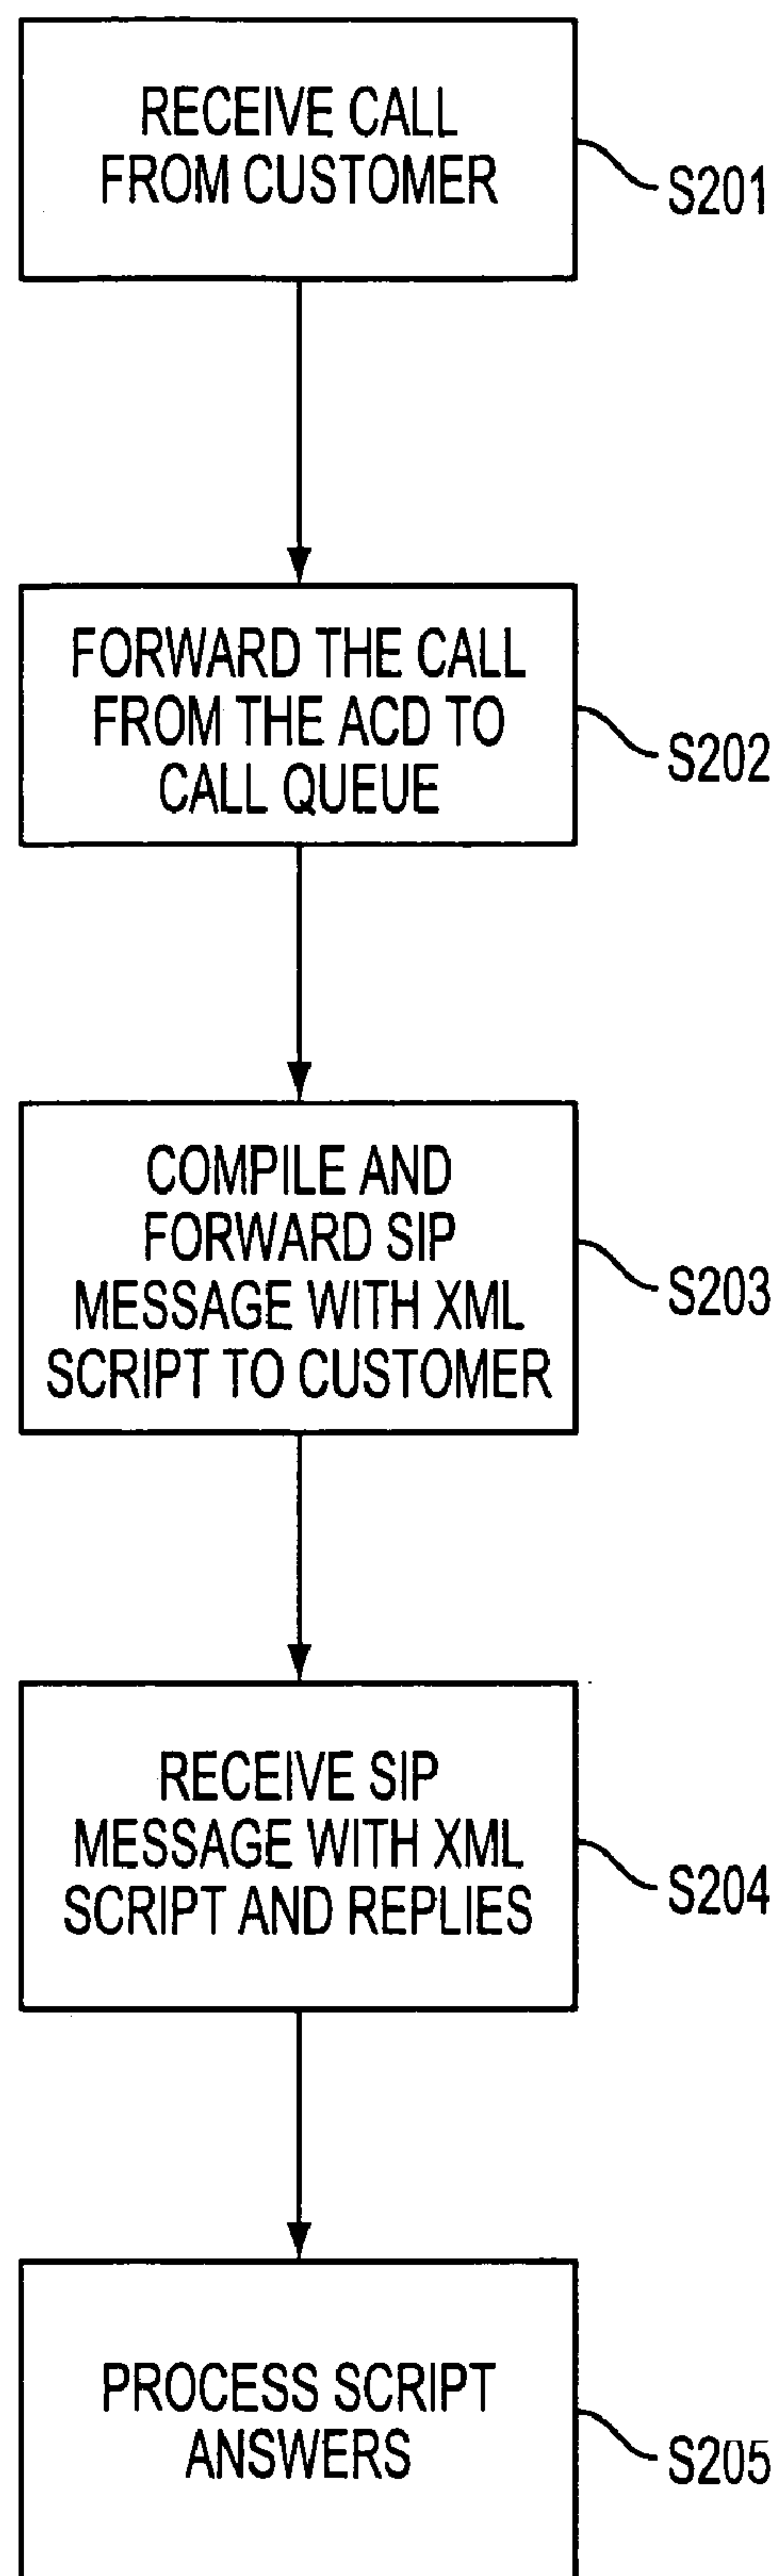 RECEIVE CALL
FROM CUSTOMER
S201
FORWARD THE CALL
FROM THE ACD TO
CALL QUEUE
S202
COMPILE AND
FORWARD SIP
MESSAGE WITH XML
SCRIPT TO CUSTOMER
S203
RECEIVE SIP
MESSAGE WITH XML
SCRIPT AND REPLIES
S204
PROCESS SCRIPT
ANSWERS
S205